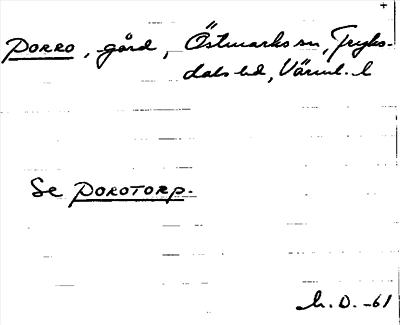 PORRO, gård, Östmarks sn, Fryks-
dals hd, Värml. l
Se POROTORP.
h.D. -61